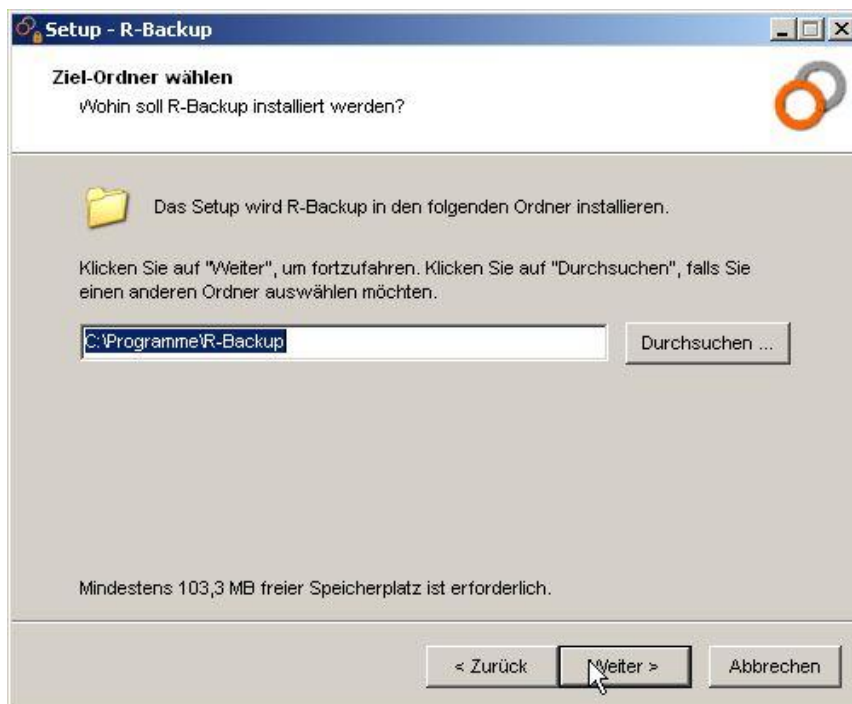 Setup - R-Backup
Ziel-Ordner wählen
Wohin soll R-Backup installiert werden?
Das Setup wird R-Backup in den folgenden Ordner installieren.
Klicken Sie auf "Weiter", um fortzufahren. Klicken Sie auf "Durchsuchen", falls Sie
einen anderen Ordner auswählen möchten.
C:\Programme\R-Backup
Durchsuchen ...
Mindestens 103,3 MB freier Speicherplatz ist erforderlich.
< Zurück
Weiter >
Abbrechen